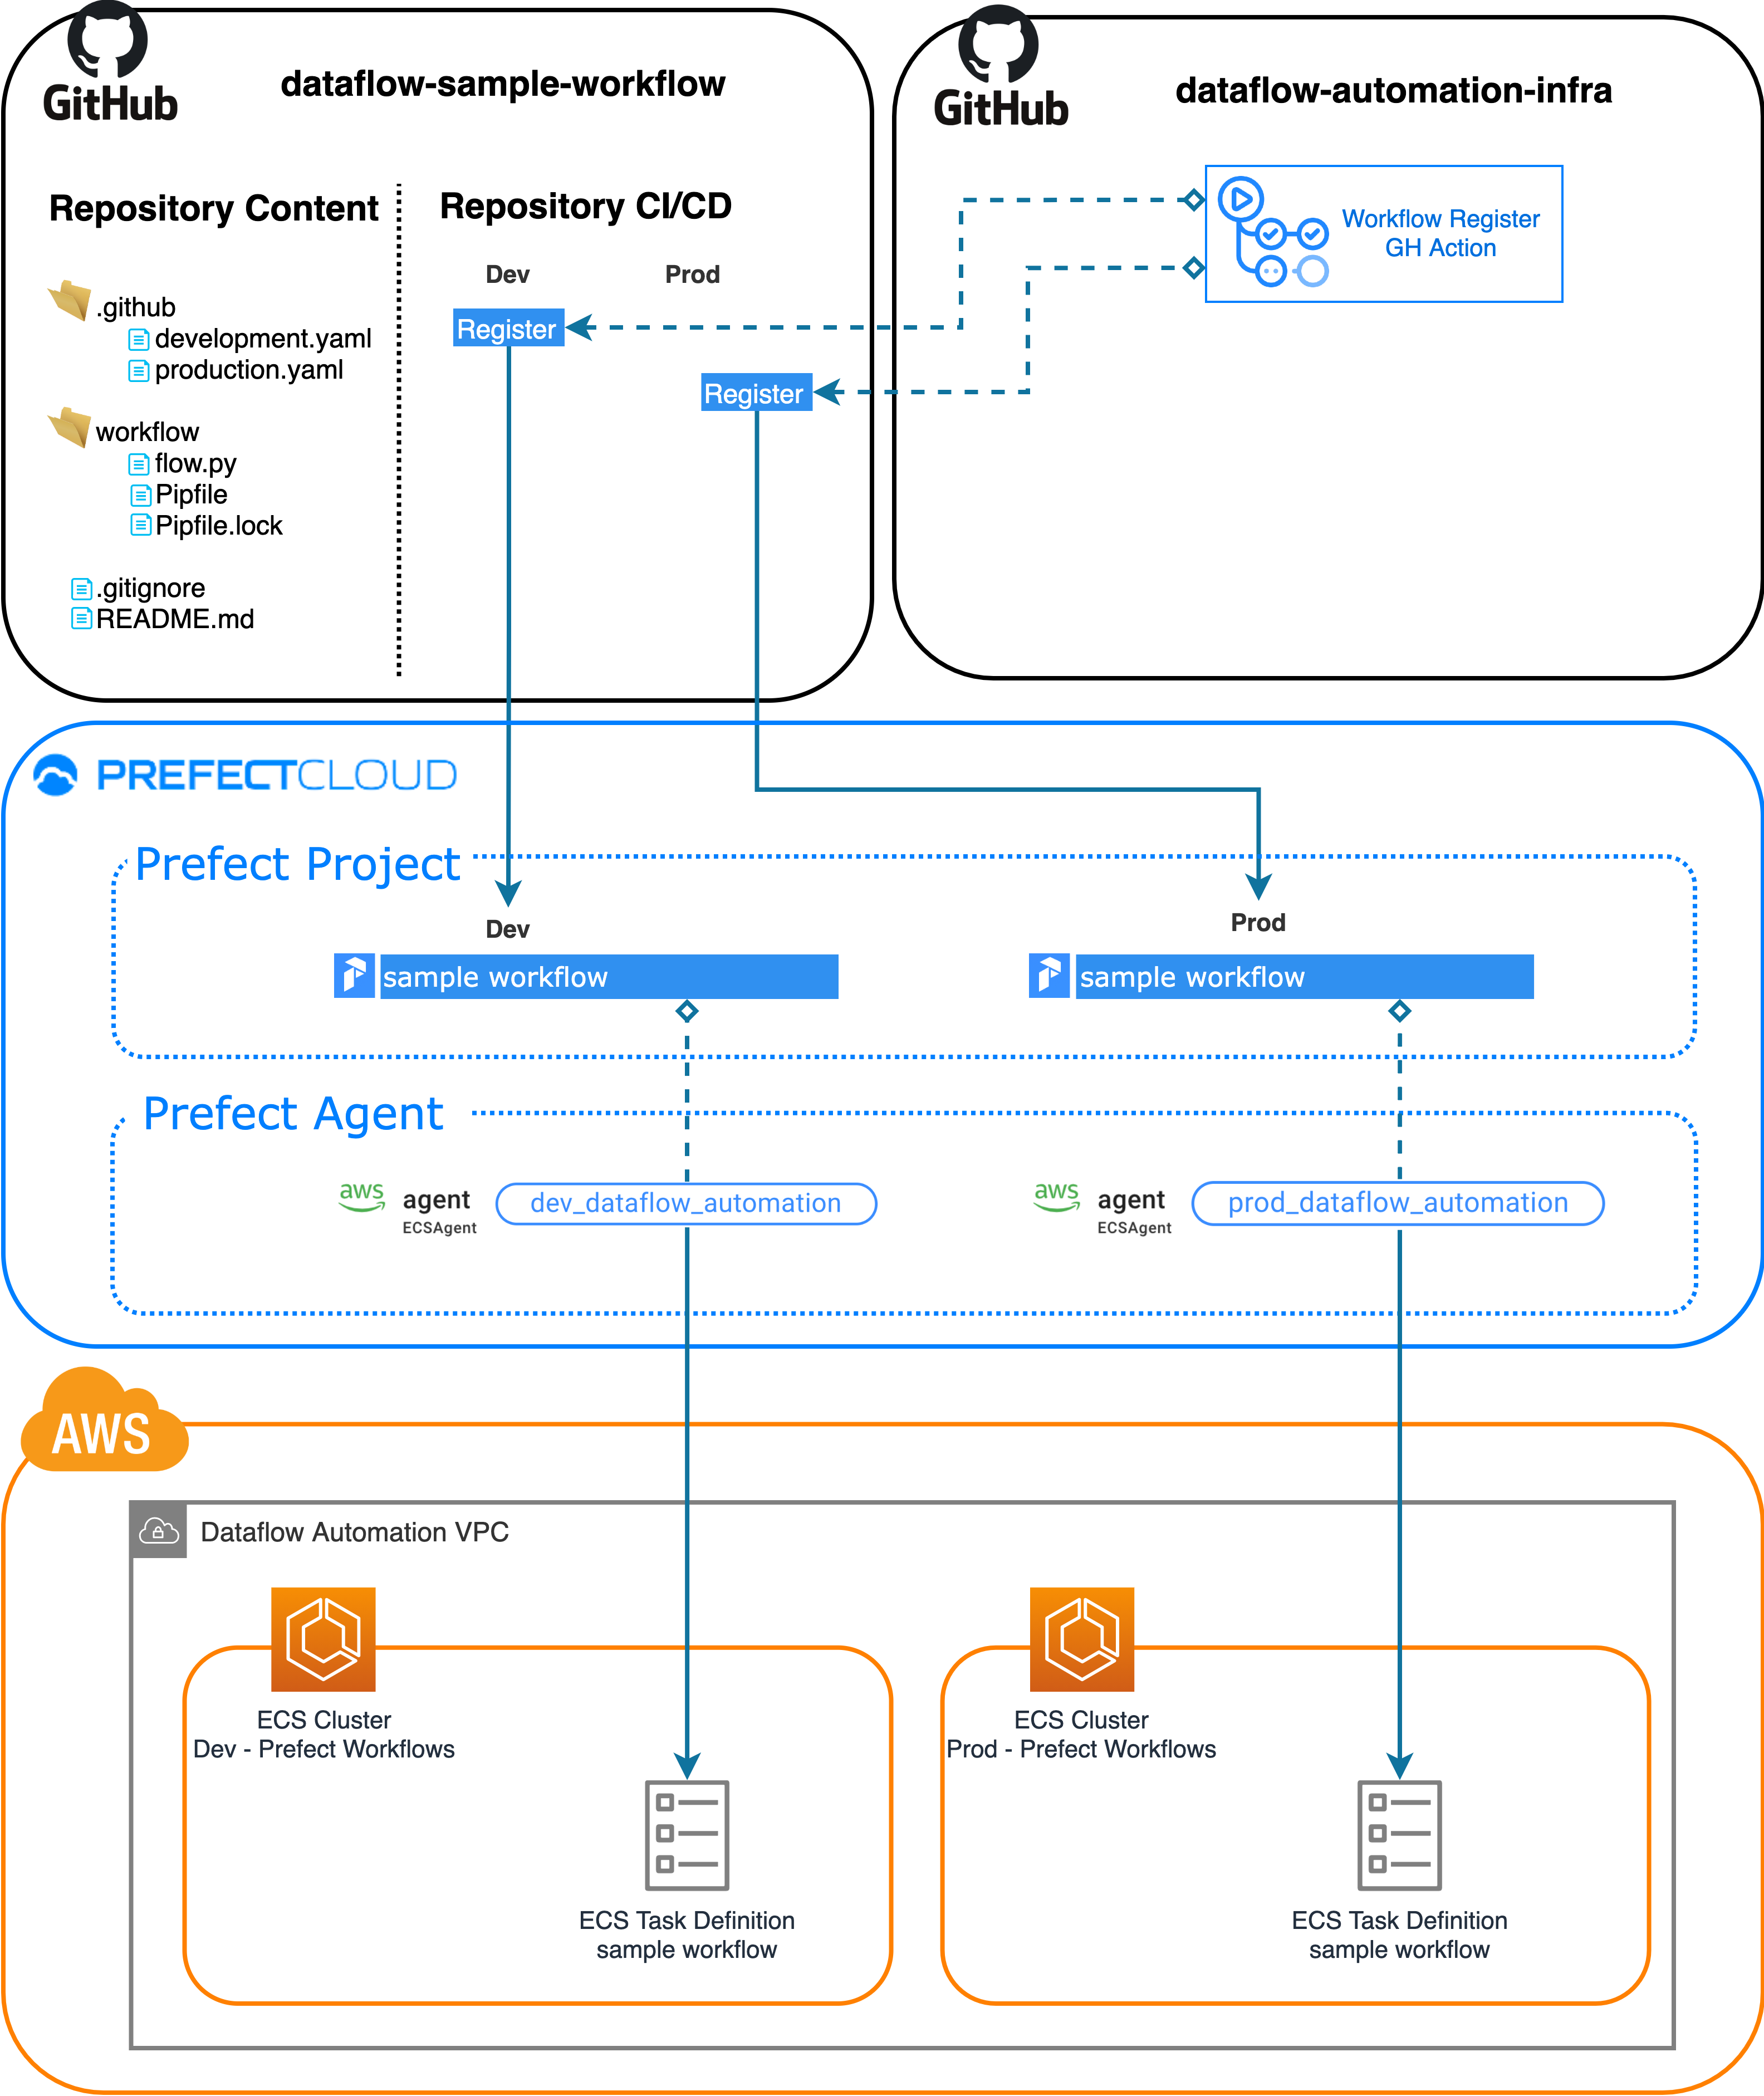 GitHub
dataflow-sample-workflow
Repository Content
.github
development.yaml
production.yaml
workflow
flow.py
Pipfile
Pipfile.lock
.gitignore
README.md
Repository CI/CD
Dev
Prod
Register
Register
GitHub
dataflow-automation-infra
Workflow Register
GH Action
PREFECTCLOUD
Prefect Project
Dev
sample workflow
Prod
sample workflow
Prefect Agent
aws
agent
ECSAgent
dev_dataflow_automation
aws
agent
ECSAgent
prod_dataflow_automation
AWS
Dataflow Automation VPC
ECS Cluster
Dev - Prefect Workflows
ECS Task Definition
sample workflow
ECS Cluster
Prod - Prefect Workflows
ECS Task Definition
sample workflow